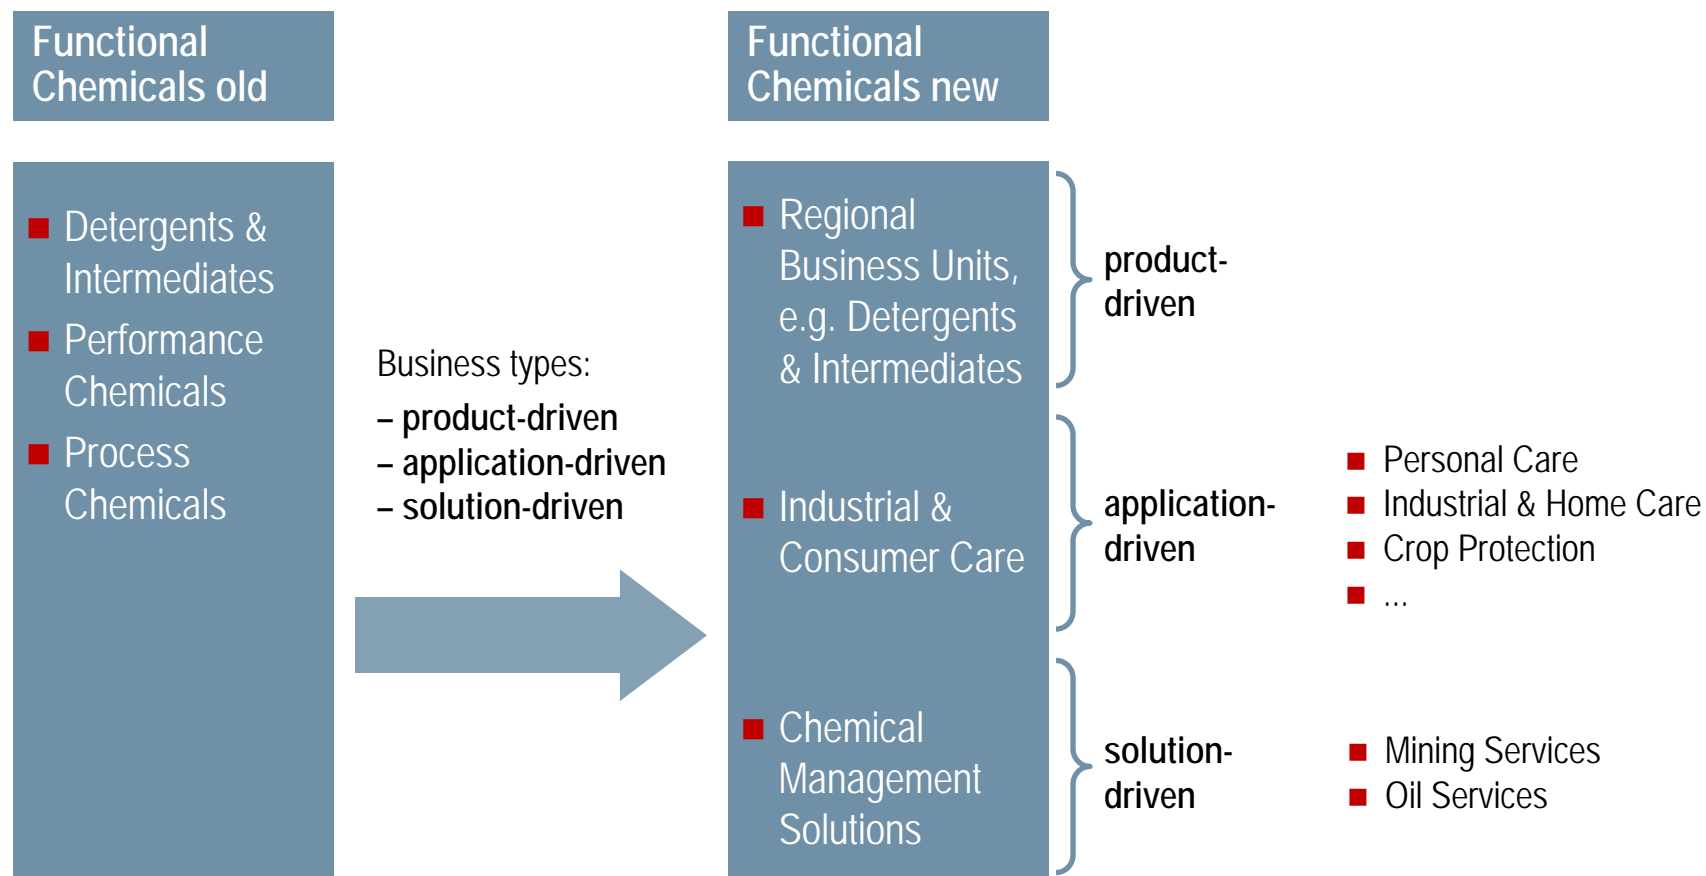 Functional
Chemicals old
Detergents &
Intermediates
Performance
Chemicals
Process
Chemicals
Business types:
– product-driven
– application-driven
– solution-driven
Functional
Chemicals new
Regional
Business Units,
e.g. Detergents
& Intermediates
product-
driven
Industrial &
Consumer Care
application-
driven
Personal Care
Industrial & Home Care
Crop Protection
...
Chemical
Management
Solutions
solution-
driven
Mining Services
Oil Services